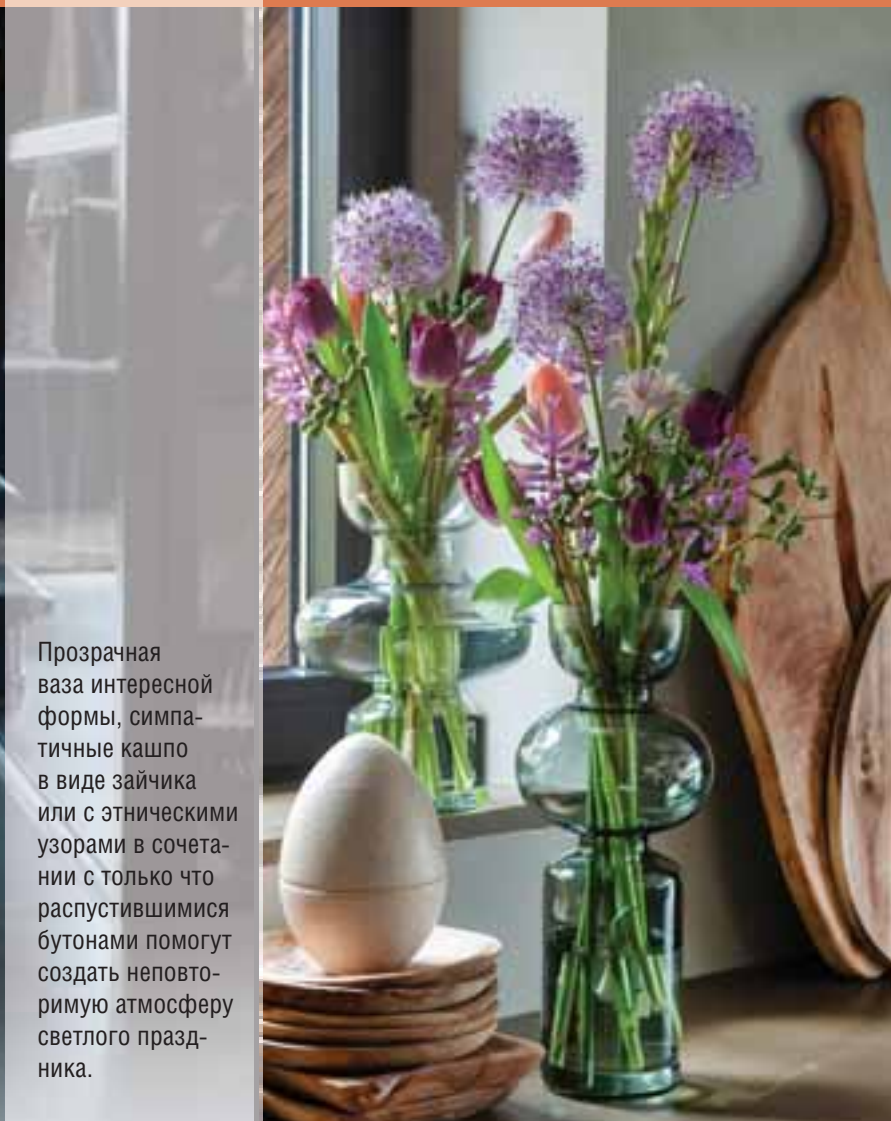 Прозрачная
ваза интересной
формы, симпа-
тичные кашпо
в виде зайчика
или с этническими
узорами в сочета-
нии с только что
распустившимися
бутонами помогут
создать неповто-
римую атмосферу
светлого празд-
ника.